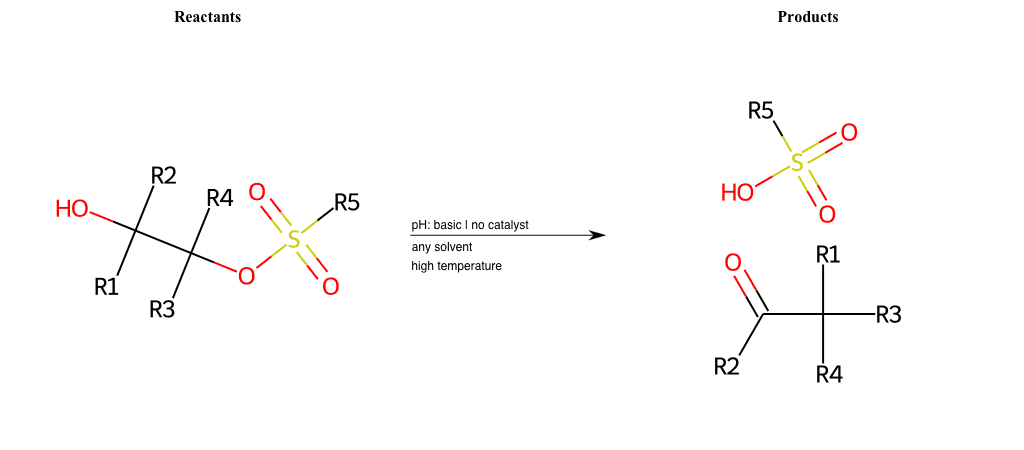 Reactants
Products
HO
R2
R1
R4
R3
O
O
S
O
R5
pH: basic | no catalyst
any solvent
high temperature
R5
O
S
HO
O
O
R1
R3
R2
R4